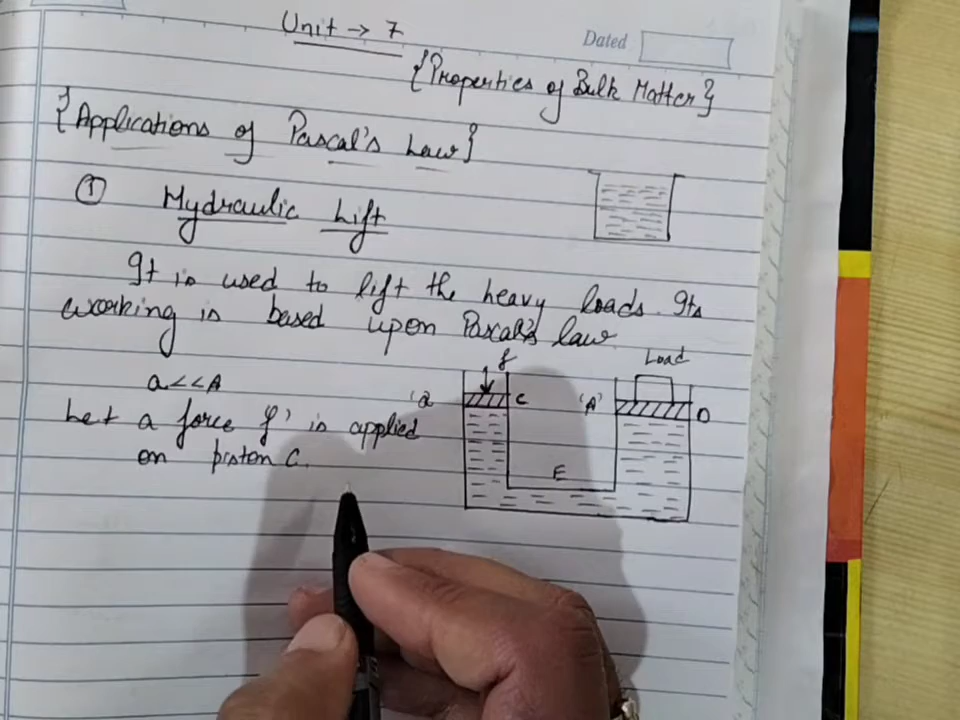 Unit → 7
Dated
{Properties of Bulk Matter}
{Applications of Pascal's Law}
① Hydraulic Lift
It is used to lift the heavy loads. Its
working is based upon Pascal's law
a<<A
Let a force 'f' is applied
on piston C.
f
Load
'a
C
'A'
D
E